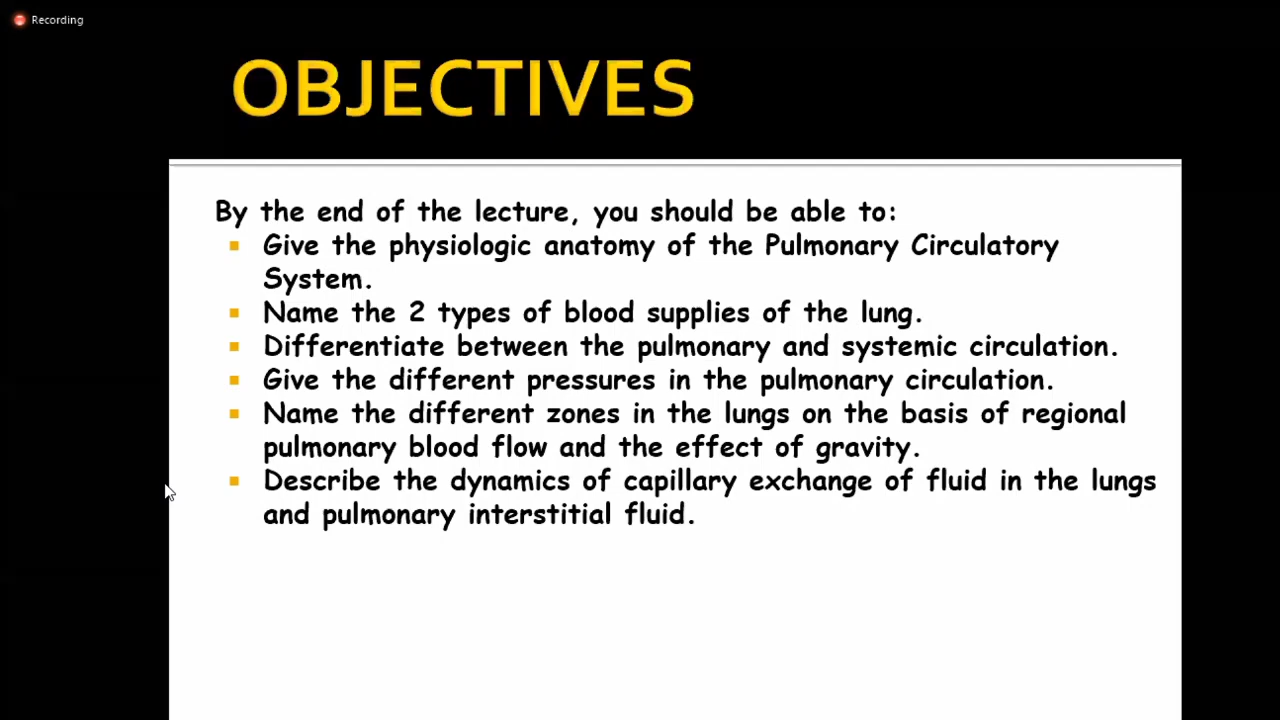 Recording
OBJECTIVES
By the end of the lecture, you should be able to:
Give the physiologic anatomy of the Pulmonary Circulatory
System.
Name the 2 types of blood supplies of the lung.
Differentiate between the pulmonary and systemic circulation.
Give the different pressures in the pulmonary circulation.
Name the different zones in the lungs on the basis of regional
pulmonary blood flow and the effect of gravity.
Describe the dynamics of capillary exchange of fluid in the lungs
and pulmonary interstitial fluid.